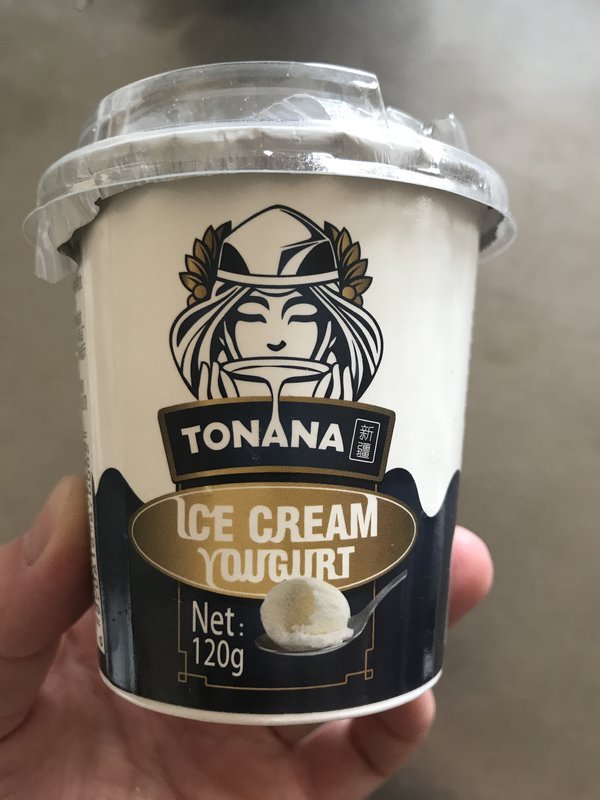 TONANA
新疆
ICE CREAM
YOUGURT
Net:
120g